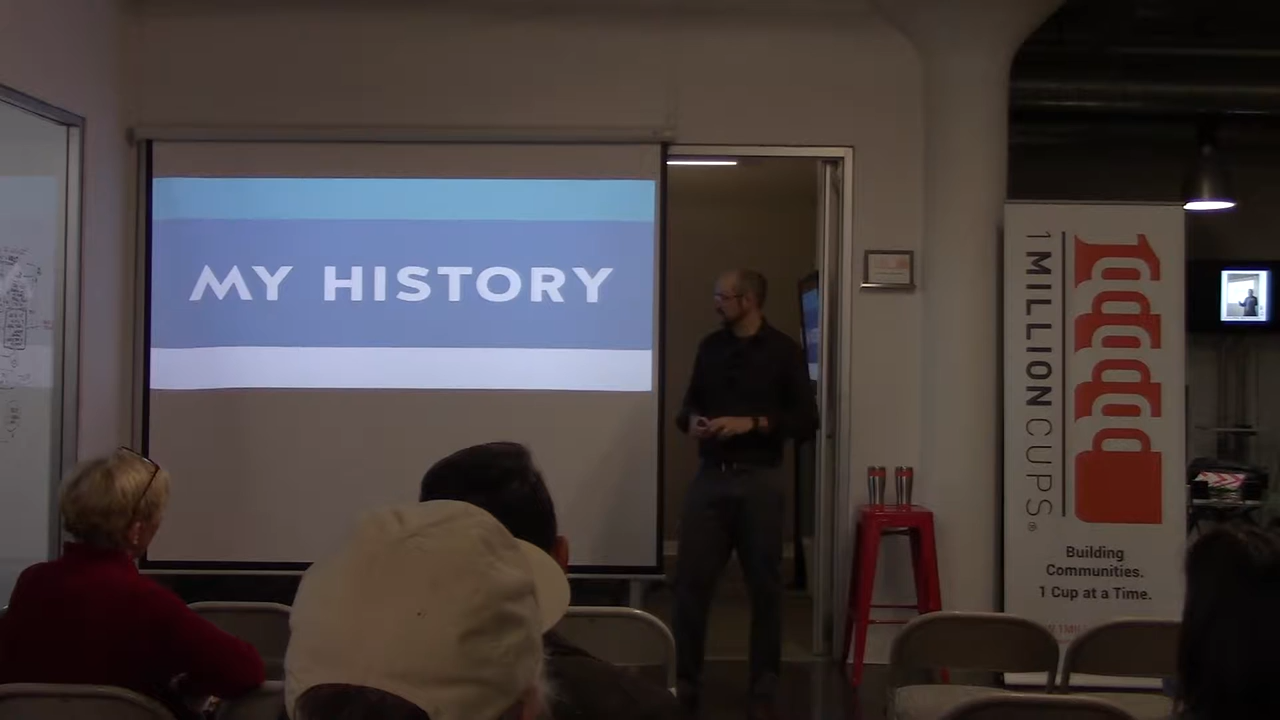 MY HISTORY
1 MILLION CUPS®
Building
Communities.
1 Cup at a Time.